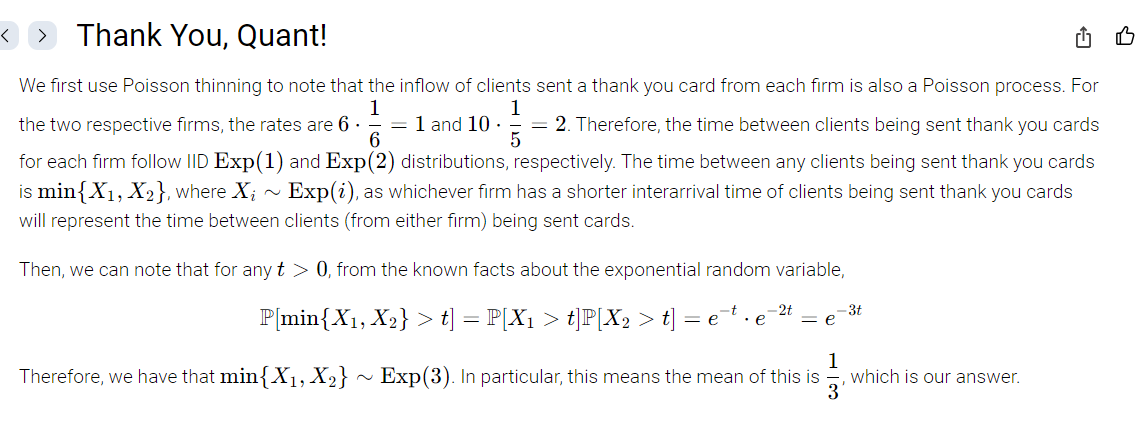 Thank You, Quant!
We first use Poisson thinning to note that the inflow of clients sent a thank you card from each firm is also a Poisson process. For
the two respective firms, the rates are 6 · 1/6 = 1 and 10 · 1/5 = 2. Therefore, the time between clients being sent thank you cards
for each firm follow IID Exp(1) and Exp(2) distributions, respectively. The time between any clients being sent thank you cards
is min{X₁, X₂}, where Xᵢ ∼ Exp(i), as whichever firm has a shorter interarrival time of clients being sent thank you cards
will represent the time between clients (from either firm) being sent cards.
Then, we can note that for any t > 0, from the known facts about the exponential random variable,
ℙ[min{X₁, X₂} > t] = ℙ[X₁ > t]ℙ[X₂ > t] = e⁻ᵗ · e⁻²ᵗ = e⁻³ᵗ
Therefore, we have that min{X₁, X₂} ∼ Exp(3). In particular, this means the mean of this is 1/3, which is our answer.